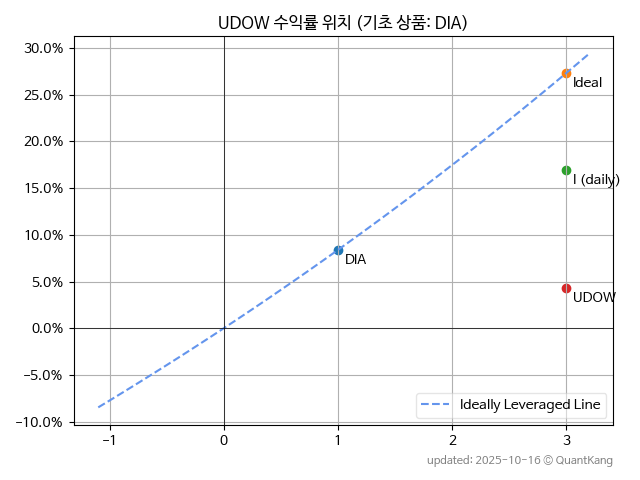 UDOW 수익률 위치 (기초 상품: DIA)
30.0%
25.0%
20.0%
15.0%
10.0%
5.0%
0.0%
−5.0%
−10.0%
Ideal
I (daily)
DIA
UDOW
Ideally Leveraged Line
−1 0 1 2 3
updated: 2025-10-16 © QuantKang